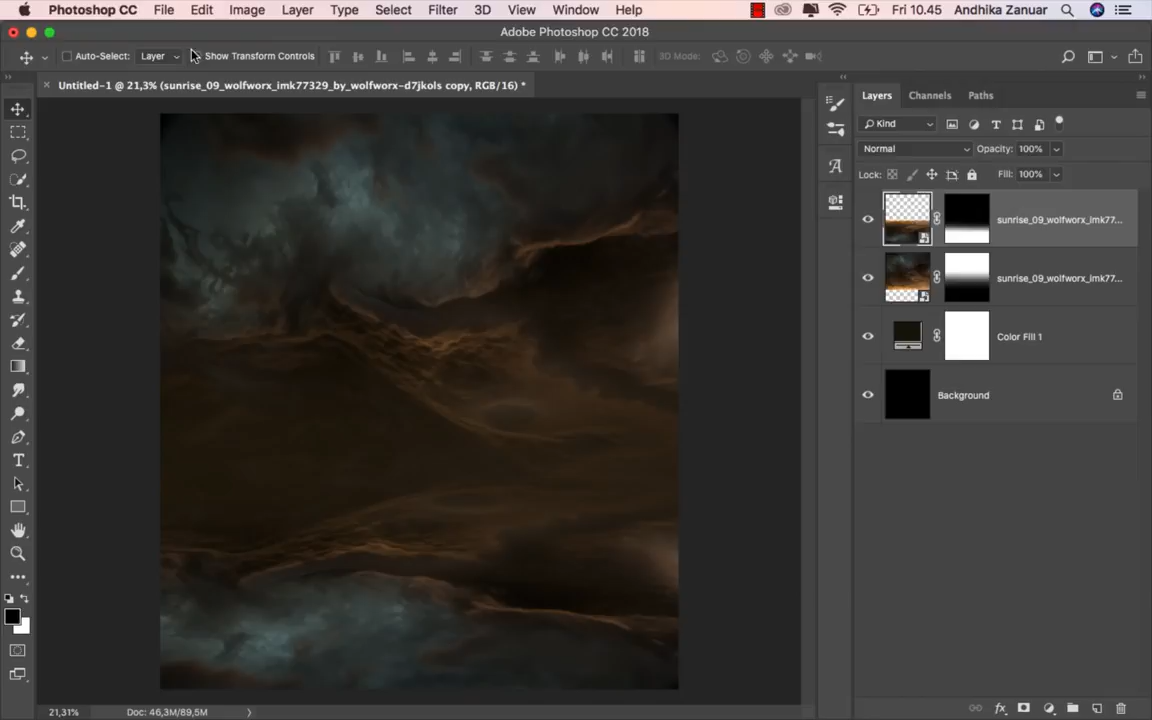 Photoshop CC File Edit Image Layer Type Select Filter 3D View Window Help Fri 10.45 Andhika Zanuar
Adobe Photoshop CC 2018
Auto-Select: Layer Show Transform Controls 3D Mode:
Untitled-1 @ 21,3% (sunrise_09_wolfworx_imk77329_by_wolfworx-d7jkols copy, RGB/16) *
Layers Channels Paths
Kind
Normal Opacity: 100%
Lock: Fill: 100%
sunrise_09_wolfworx_imk77...
sunrise_09_wolfworx_imk77...
Color Fill 1
Background
21,31% Doc: 46,3M/89,5M